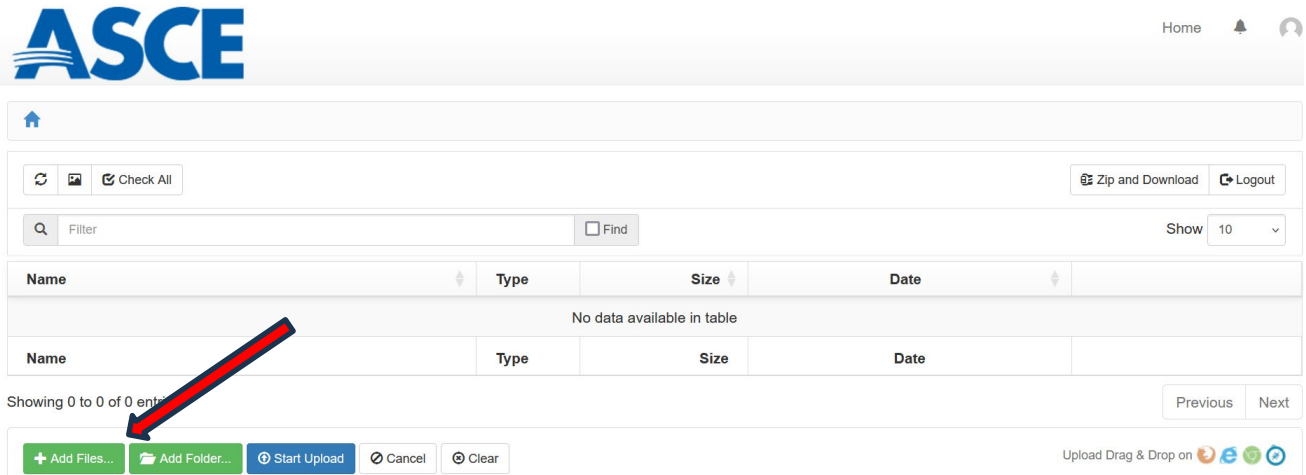 ASCE
Home
Check All
Zip and Download
Logout
Filter
Find
Show 10
Name Type Size Date
No data available in table
Name Type Size Date
Showing 0 to 0 of 0
Previous Next
+ Add Files... Add Folder... Start Upload Cancel Clear
Upload Drag & Drop on